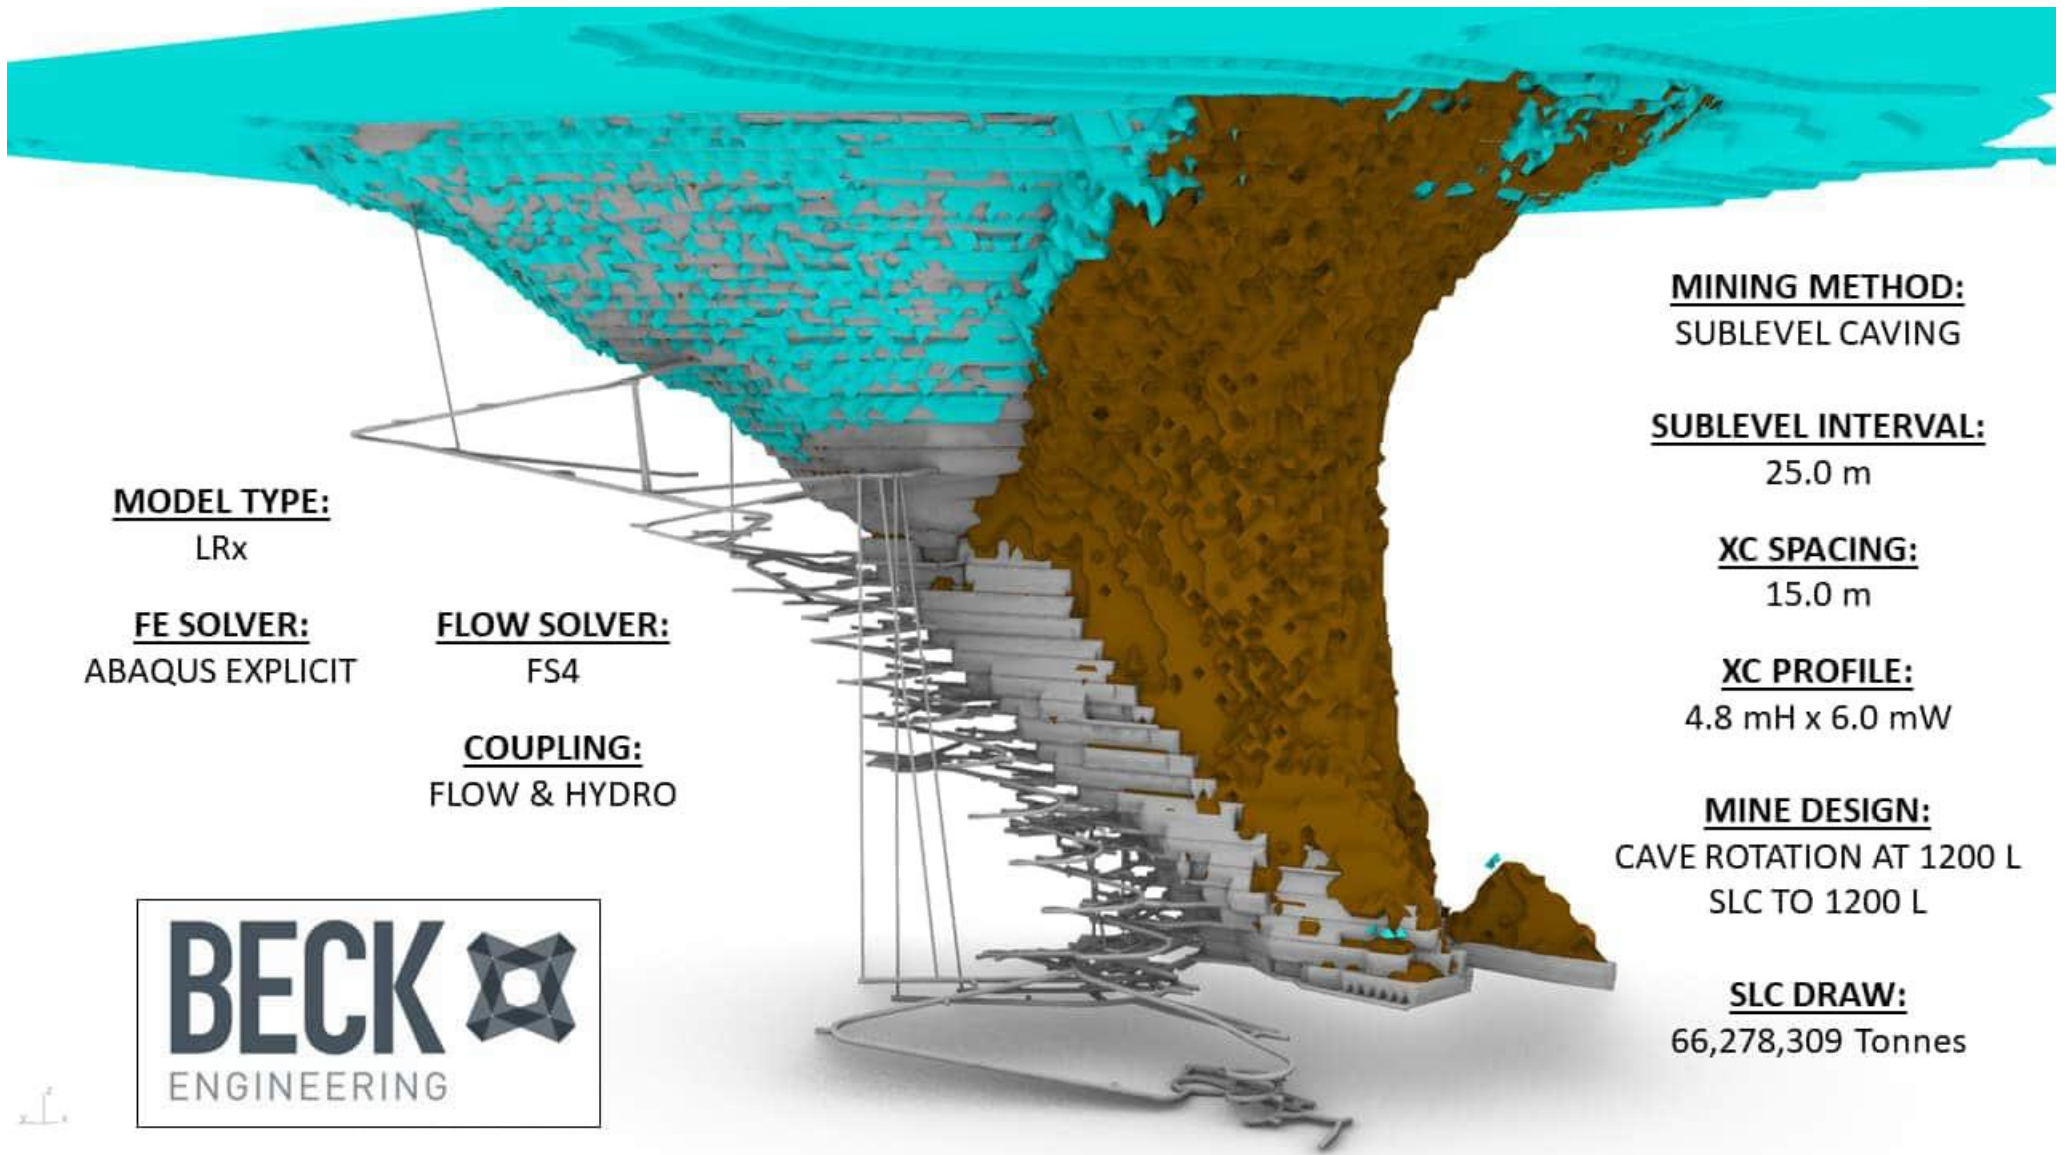 MINING METHOD:
SUBLEVEL CAVING
SUBLEVEL INTERVAL:
25.0 m
XC SPACING:
15.0 m
XC PROFILE:
4.8 mH x 6.0 mW
MINE DESIGN:
CAVE ROTATION AT 1200 L
SLC TO 1200 L
SLC DRAW:
66,278,309 Tonnes
MODEL TYPE:
LRx
FE SOLVER:
ABAQUS EXPLICIT
FLOW SOLVER:
FS4
COUPLING:
FLOW & HYDRO
BECK
ENGINEERING